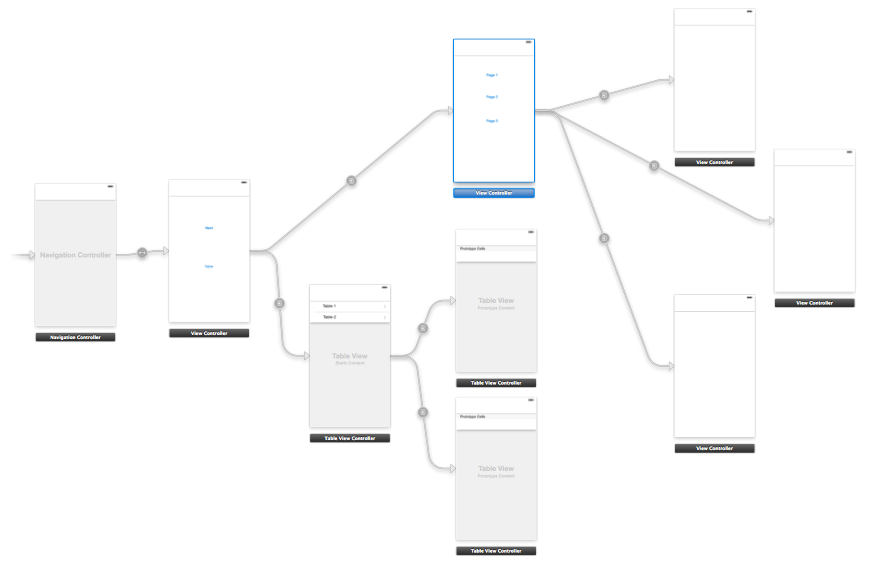 Navigation Controller
Navigation Controller
Next
View Controller
Page 1
Page 2
Page 3
View Controller
Table 1
Table 2
Table View
Static Content
Table View Controller
Prototype Cells
Table View
Prototype Content
Table View Controller
Prototype Cells
Table View
Prototype Content
Table View Controller
View Controller
View Controller
View Controller